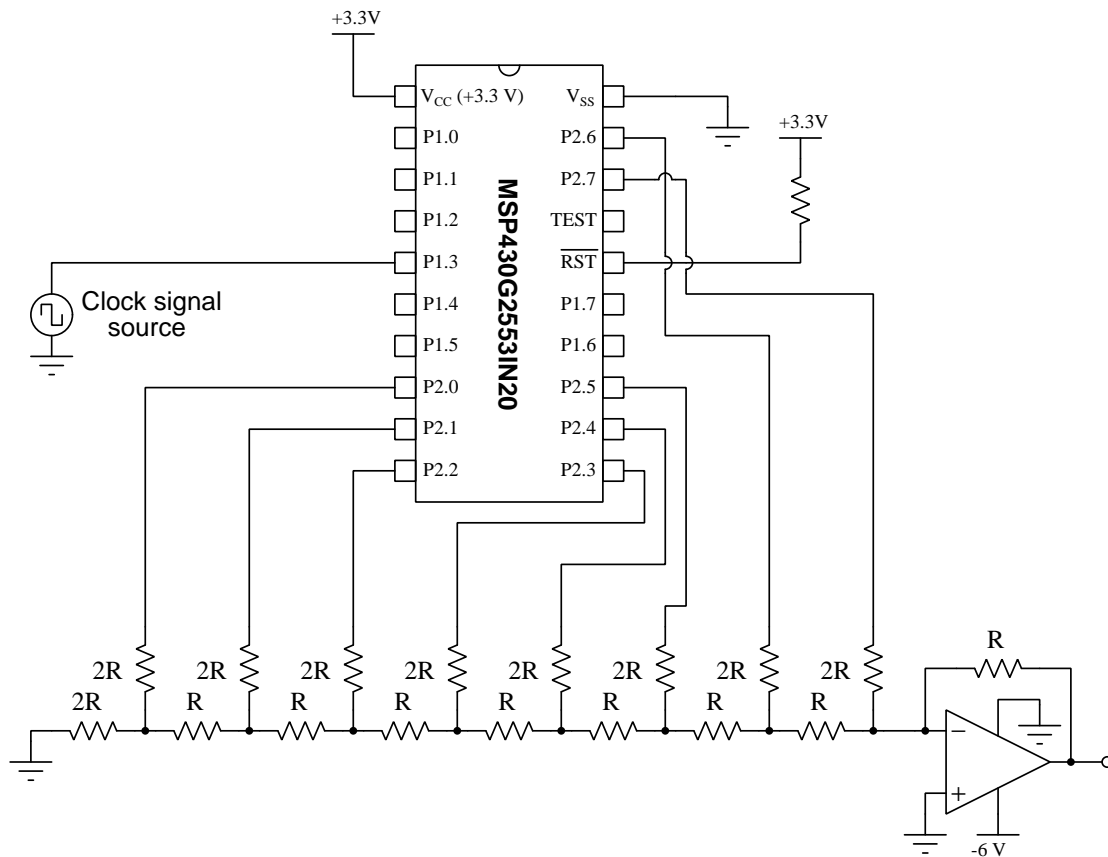 +3.3V
V_CC (+3.3 V)
V_SS
P1.0
P2.6
+3.3V
P1.1
P2.7
P1.2
TEST
P1.3
RST
P1.4
P1.7
P1.5
P1.6
P2.0
P2.5
P2.1
P2.4
P2.2
P2.3
MSP430G2553IN20
Clock signal
source
2R
2R
2R
2R
2R
2R
2R
2R
R
2R
R
R
R
R
R
R
R
−
+
-6 V